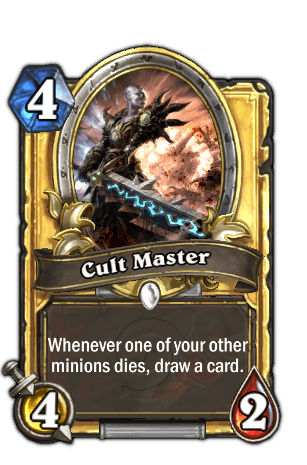 4
Cult Master
Whenever one of your other
minions dies, draw a card.
4
2